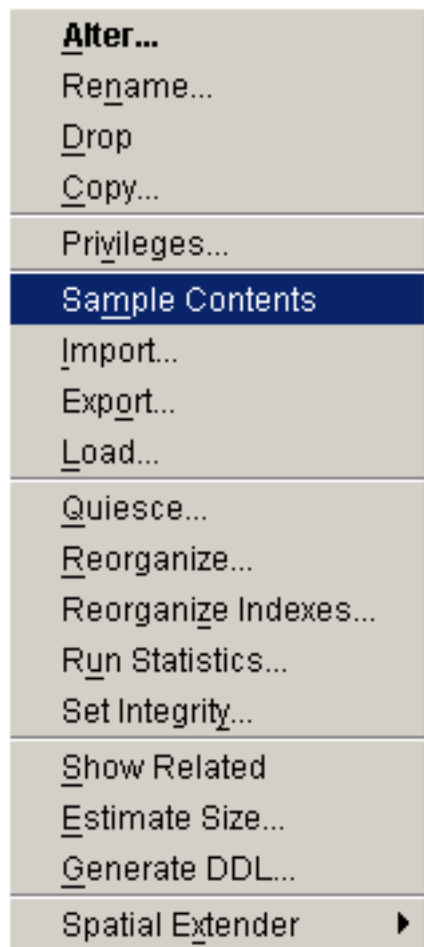 Alter...
Rename...
Drop
Copy...
Privileges...
Sample Contents
Import...
Export...
Load...
Quiesce...
Reorganize...
Reorganize Indexes...
Run Statistics...
Set Integrity...
Show Related
Estimate Size...
Generate DDL...
Spatial Extender